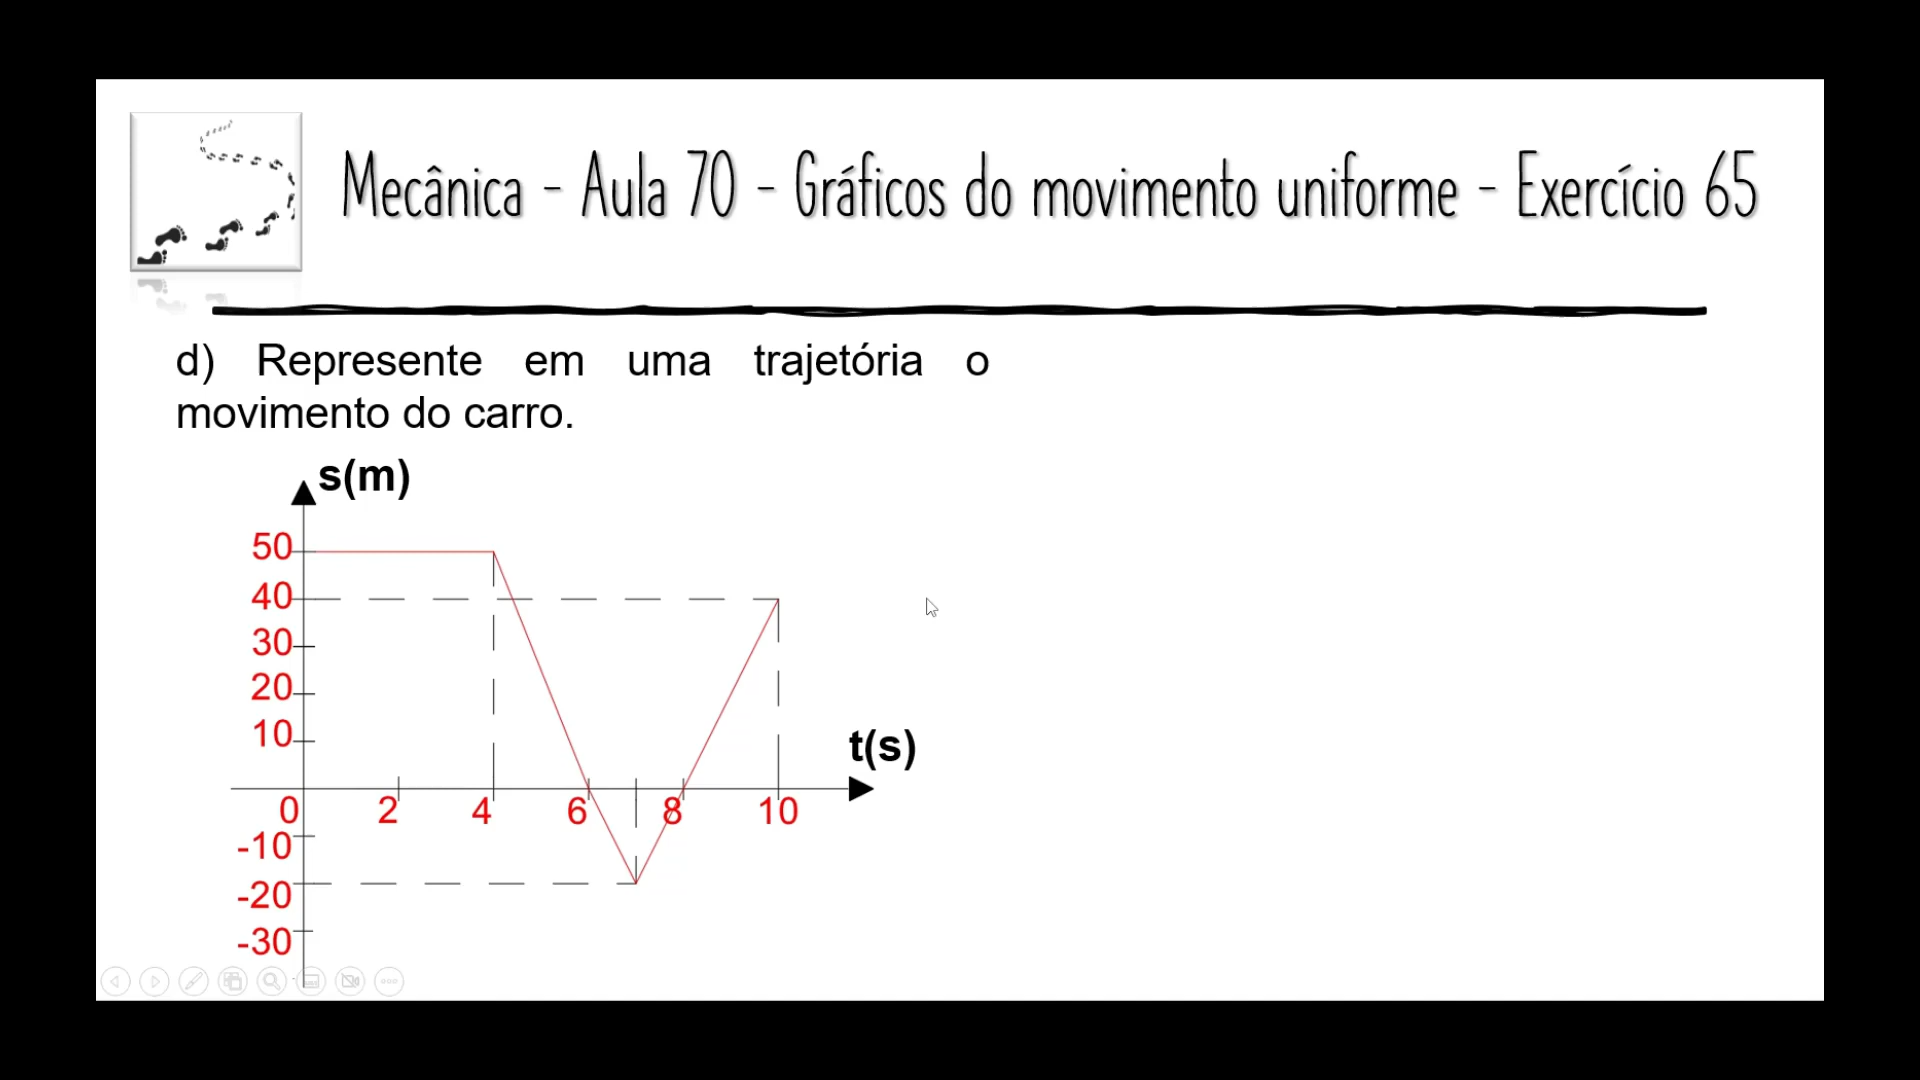 Mecânica - Aula 70 - Gráficos do movimento uniforme - Exercício 65
d) Represente em uma trajetória o
movimento do carro.
s(m)
50
40
30
20
10
t(s)
0 2 4 6 8 10
-10
-20
-30